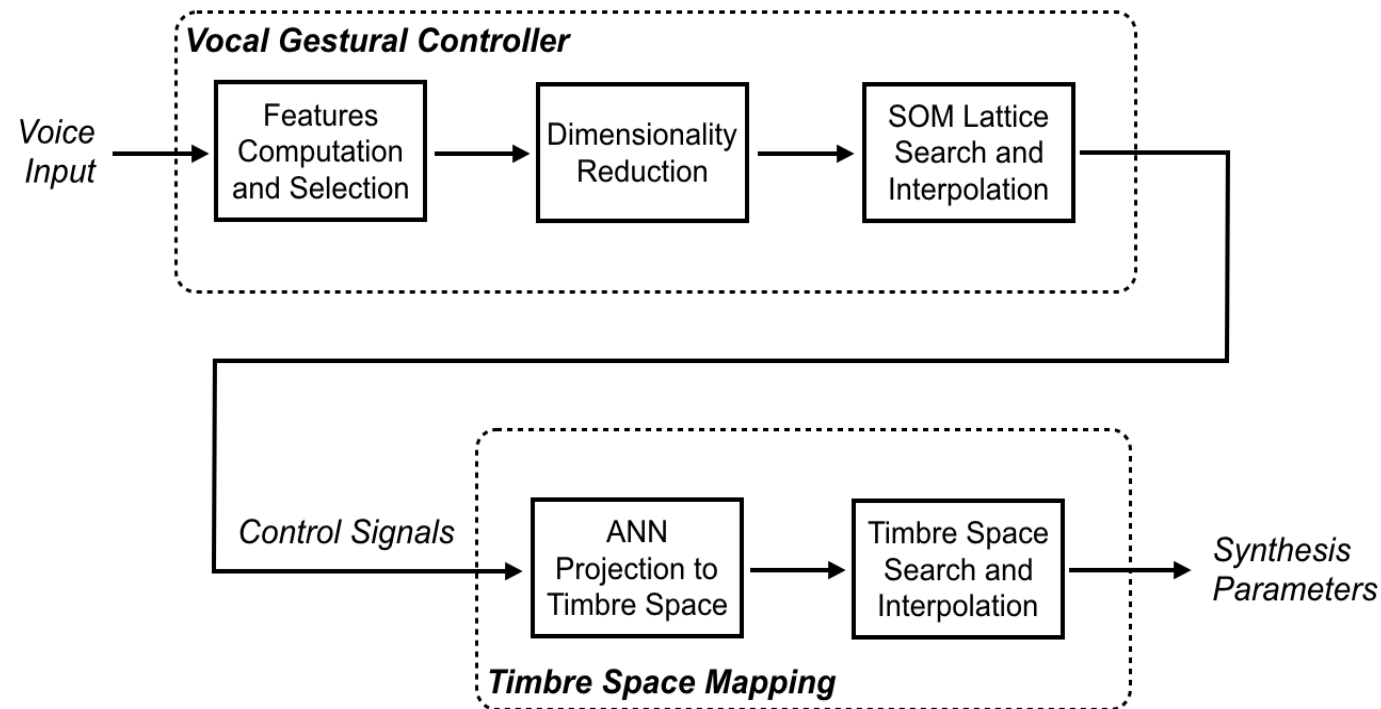 Vocal Gestural Controller
Voice
Input
Features
Computation
and Selection
Dimensionality
Reduction
SOM Lattice
Search and
Interpolation
Control Signals
ANN
Projection to
Timbre Space
Timbre Space
Search and
Interpolation
Synthesis
Parameters
Timbre Space Mapping